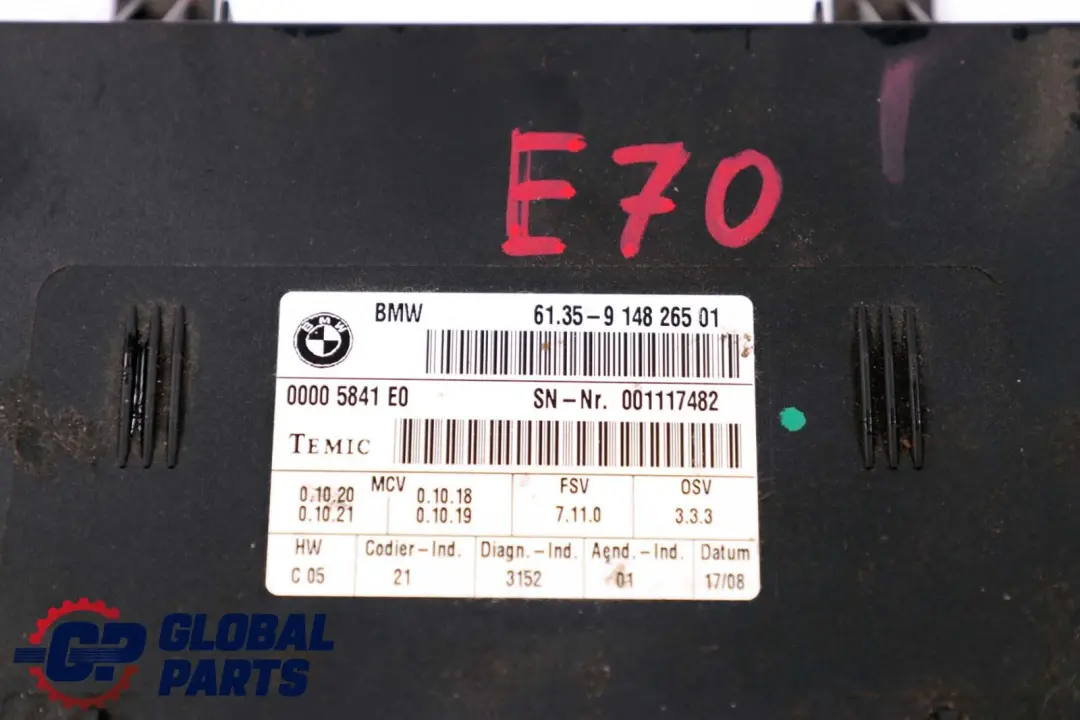 E70
BMW
BMW 61.35-9 148 265 01
0000 5841 E0 SN-Nr. 001117482
TEMIC
MCV FSV OSV
0.10.20 0.10.18
0.10.21 0.10.19 7.11.0 3.3.3
HW Codier-Ind. Diagn.-Ind. Aend.-Ind. Datum
C 05 21 3152 01 17/08
GP GLOBAL
PARTS